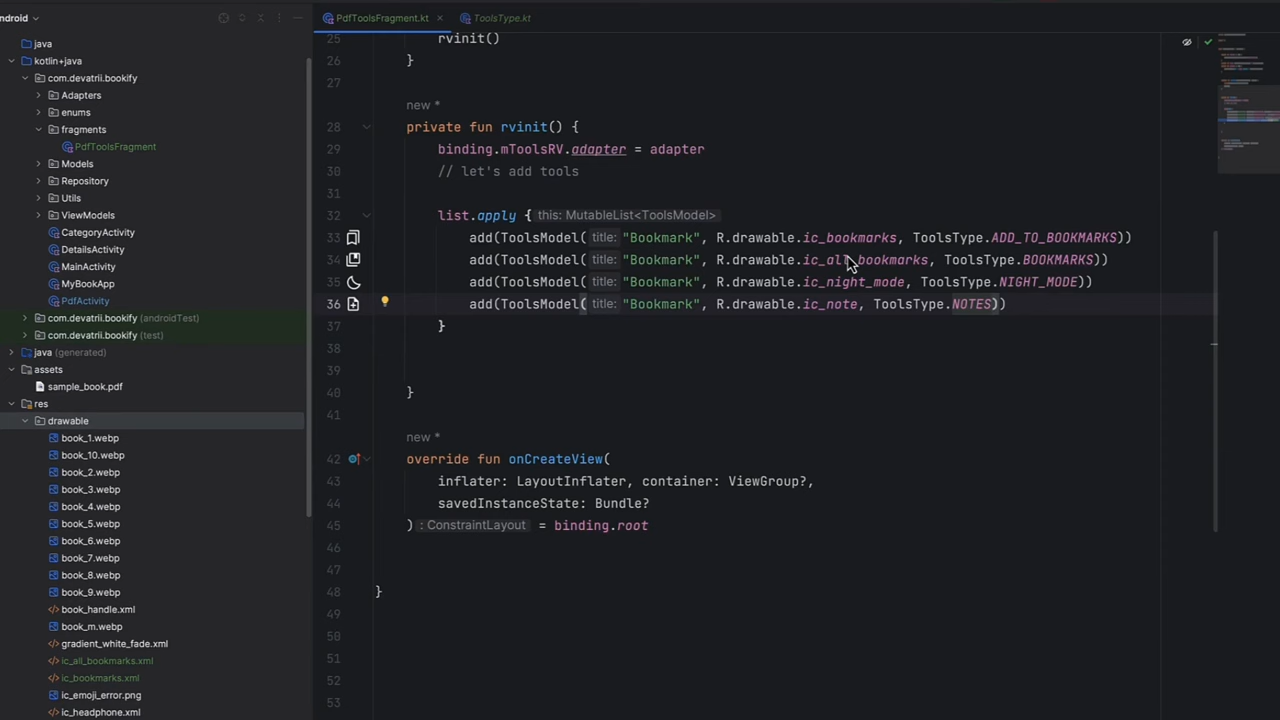 ndroid
PdfToolsFragment.kt
ToolsType.kt
java
kotlin+java
com.devatrii.bookify
Adapters
enums
fragments
PdfToolsFragment
Models
Repository
Utils
ViewModels
CategoryActivity
DetailsActivity
MainActivity
MyBookApp
PdfActivity
com.devatrii.bookify (androidTest)
com.devatrii.bookify (test)
java (generated)
assets
sample_book.pdf
res
drawable
book_1.webp
book_10.webp
book_2.webp
book_3.webp
book_4.webp
book_5.webp
book_6.webp
book_7.webp
book_8.webp
book_9.webp
book_handle.xml
book_m.webp
gradient_white_fade.xml
ic_all_bookmarks.xml
ic_bookmarks.xml
ic_emoji_error.png
ic_headphone.xml
25 rvinit()
26 }
27
new *
28 private fun rvinit() {
29 binding.mToolsRV.adapter = adapter
30 // let's add tools
31
32 list.apply { this: MutableList<ToolsModel>
33 add(ToolsModel( title: "Bookmark", R.drawable.ic_bookmarks, ToolsType.ADD_TO_BOOKMARKS))
34 add(ToolsModel( title: "Bookmark", R.drawable.ic_all_bookmarks, ToolsType.BOOKMARKS))
35 add(ToolsModel( title: "Bookmark", R.drawable.ic_night_mode, ToolsType.NIGHT_MODE))
36 add(ToolsModel( title: "Bookmark", R.drawable.ic_note, ToolsType.NOTES))
37 }
38
39
40 }
41
new *
42 override fun onCreateView(
43 inflater: LayoutInflater, container: ViewGroup?,
44 savedInstanceState: Bundle?
45 ) : ConstraintLayout = binding.root
46
47
48 }
49
50
51
52
53